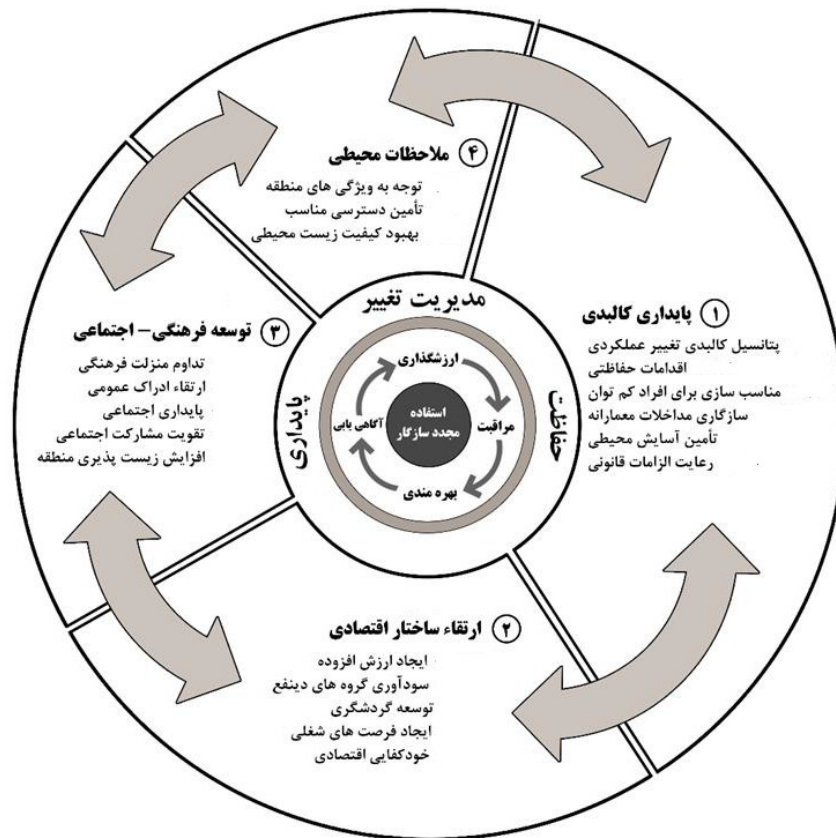 ۴ ملاحظات محیطی
توجه به ویژگی های منطقه
تأمین دسترسی مناسب
بهبود کیفیت زیست محیطی
۱ پایداری کالبدی
پتانسیل کالبدی تغییر عملکردی
اقدامات حفاظتی
مناسب سازی برای افراد کم توان
سازگاری مداخلات معمارانه
تأمین آسایش محیطی
رعایت الزامات قانونی
۳ توسعه فرهنگی- اجتماعی
تداوم منزلت فرهنگی
ارتقاء ادراک عمومی
پایداری اجتماعی
تقویت مشارکت اجتماعی
افزایش زیست پذیری منطقه
مدیریت تغییر
حفاظت
پایداری
ارزشگذاری
مراقبت
بهره مندی
آگاهی یابی
استفاده
مجدد سازگار
۲ ارتقاء ساختار اقتصادی
ایجاد ارزش افزوده
سودآوری گروه های دینفع
توسعه گردشگری
ایجاد فرصت های شغلی
خودکفایی اقتصادی